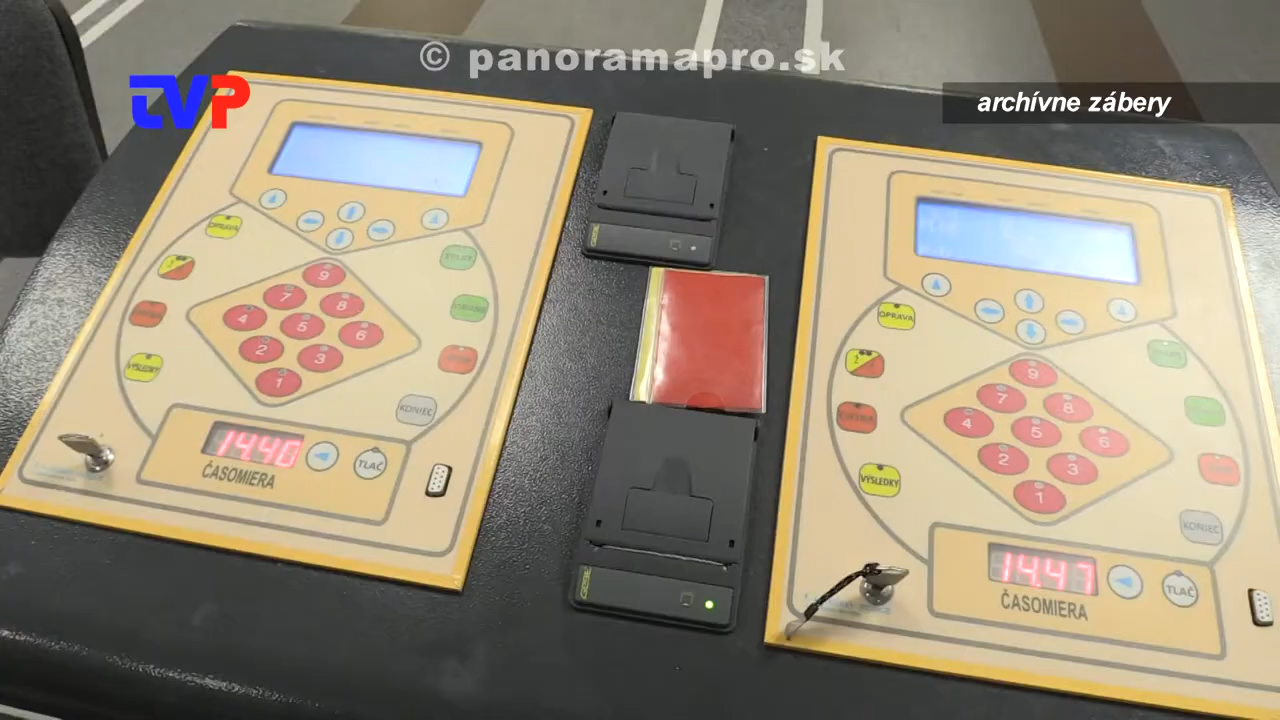 © panoramapro.sk
TVP
archívne zábery
OPRAVA
VÝSLEDKY
9
7
8
4
5
6
2
3
1
KONIEC
14.40
TLAČ
ČASOMIERA
OPRAVA
2
VÝSLEDKY
9
7
8
4
5
6
2
3
1
KONIEC
14.47
TLAČ
ČASOMIERA